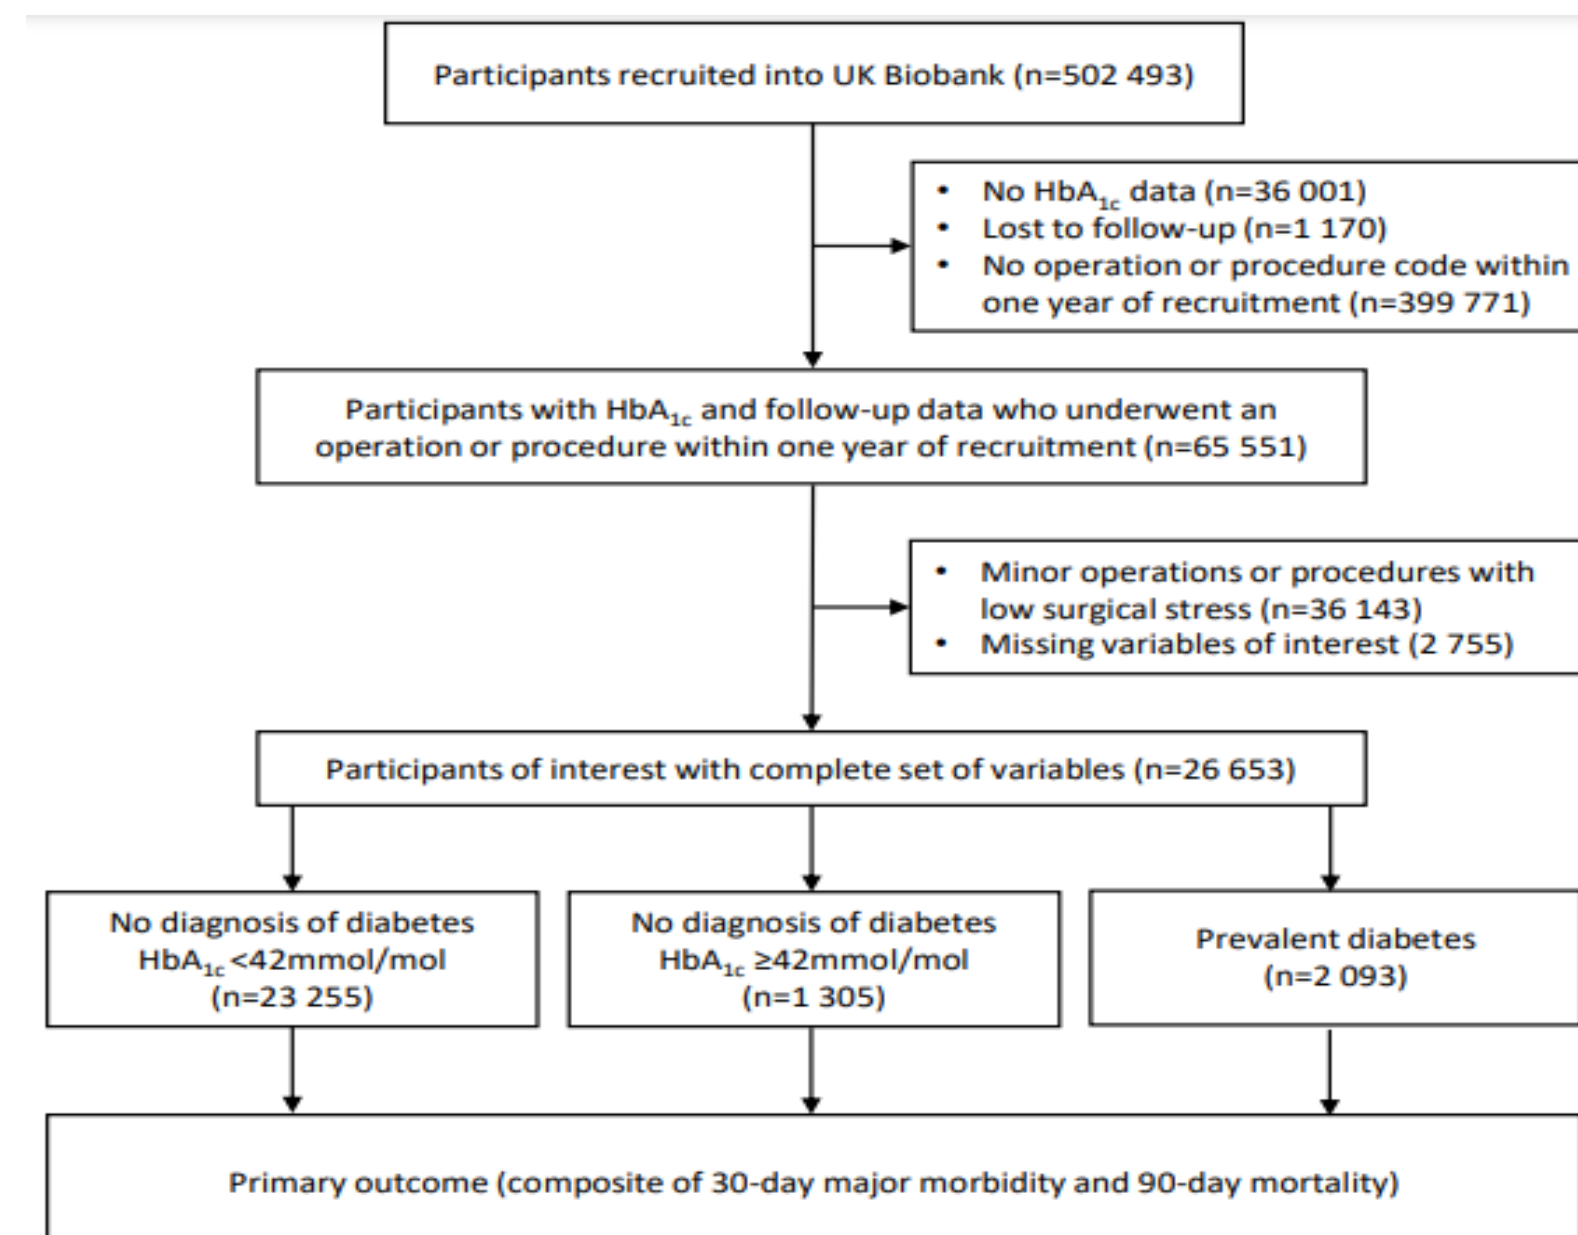 Participants recruited into UK Biobank (n=502 493)
• No HbA1c data (n=36 001)
• Lost to follow-up (n=1 170)
• No operation or procedure code within
one year of recruitment (n=399 771)
Participants with HbA1c and follow-up data who underwent an
operation or procedure within one year of recruitment (n=65 551)
• Minor operations or procedures with
low surgical stress (n=36 143)
• Missing variables of interest (2 755)
Participants of interest with complete set of variables (n=26 653)
No diagnosis of diabetes
HbA1c <42mmol/mol
(n=23 255)
No diagnosis of diabetes
HbA1c ≥42mmol/mol
(n=1 305)
Prevalent diabetes
(n=2 093)
Primary outcome (composite of 30-day major morbidity and 90-day mortality)